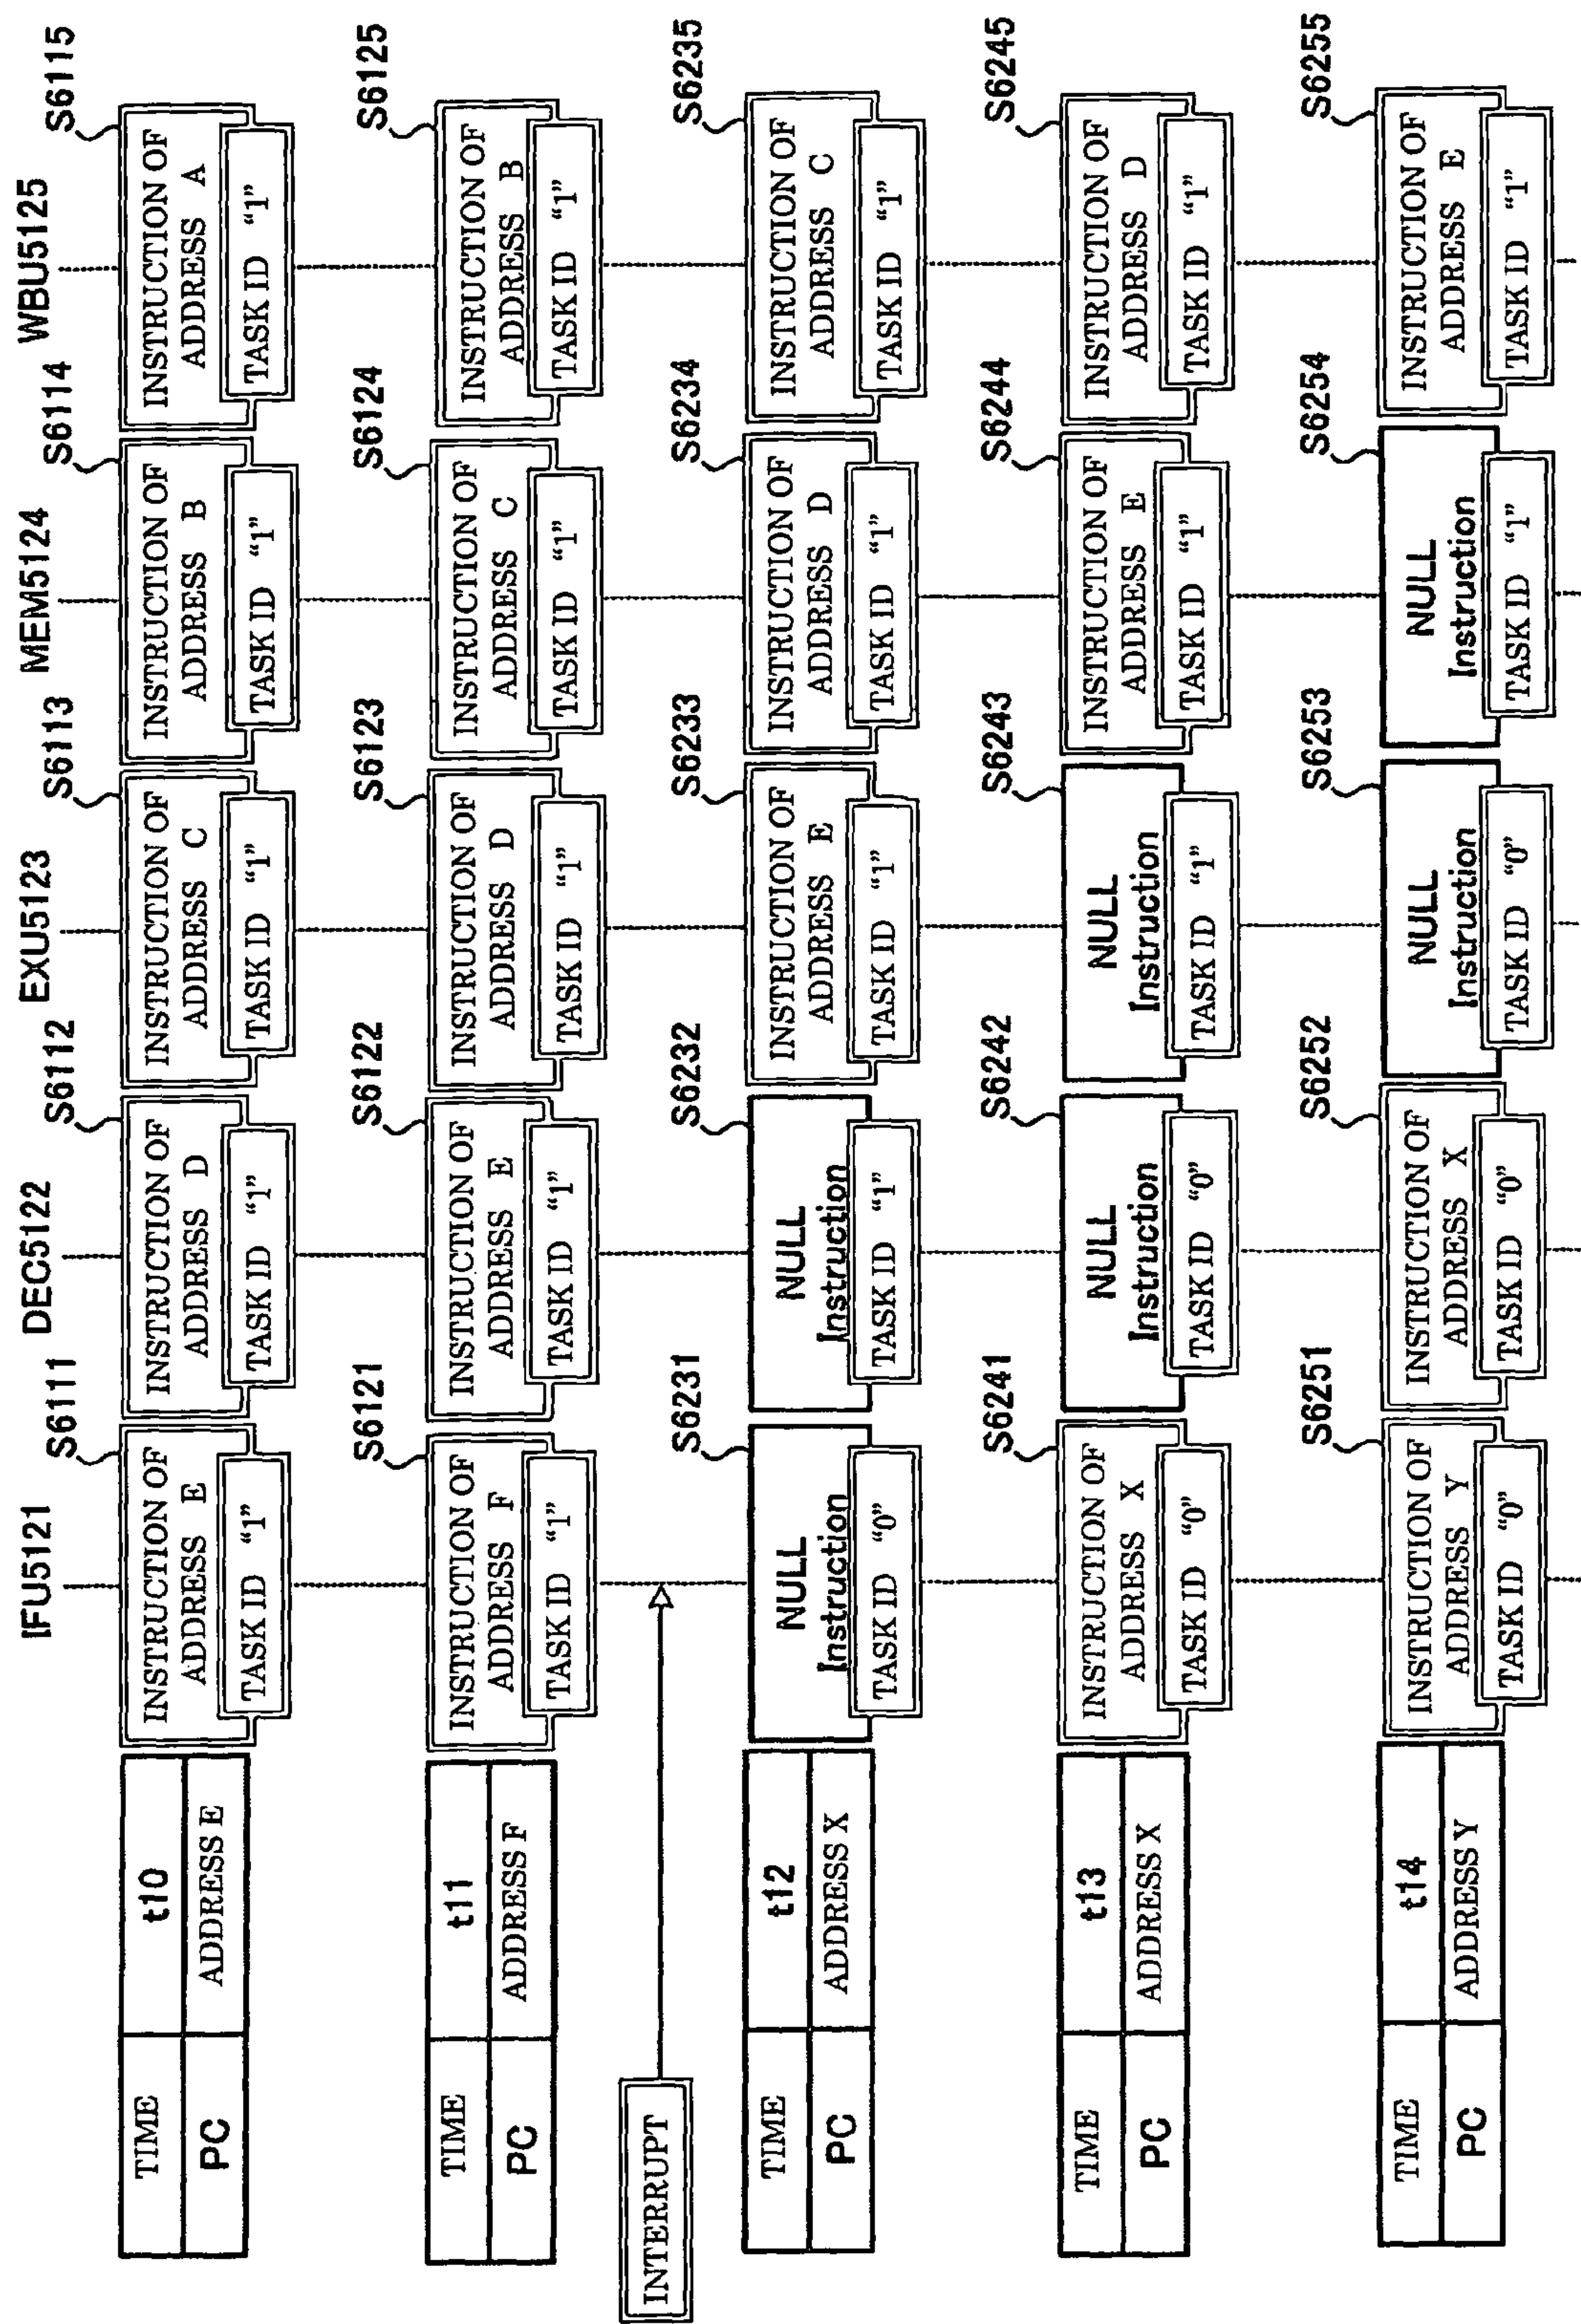 IFU5121 DEC5122 EXU5123 MEM5124 WBU5125
S6111 S6112 S6113 S6114 S6115
TIME t10
PC ADDRESS E
INSTRUCTION OF
ADDRESS E
TASK ID “1”
INSTRUCTION OF
ADDRESS D
TASK ID “1”
INSTRUCTION OF
ADDRESS C
TASK ID “1”
INSTRUCTION OF
ADDRESS B
TASK ID “1”
INSTRUCTION OF
ADDRESS A
TASK ID “1”
S6121 S6122 S6123 S6124 S6125
TIME t11
PC ADDRESS F
INSTRUCTION OF
ADDRESS F
TASK ID “1”
INSTRUCTION OF
ADDRESS E
TASK ID “1”
INSTRUCTION OF
ADDRESS D
TASK ID “1”
INSTRUCTION OF
ADDRESS C
TASK ID “1”
INSTRUCTION OF
ADDRESS B
TASK ID “1”
INTERRUPT
S6231 S6232 S6233 S6234 S6235
TIME t12
PC ADDRESS X
NULL
Instruction
TASK ID “0”
NULL
Instruction
TASK ID “1”
INSTRUCTION OF
ADDRESS E
TASK ID “1”
INSTRUCTION OF
ADDRESS D
TASK ID “1”
INSTRUCTION OF
ADDRESS C
TASK ID “1”
S6241 S6242 S6243 S6244 S6245
TIME t13
PC ADDRESS X
INSTRUCTION OF
ADDRESS X
TASK ID “0”
NULL
Instruction
TASK ID “0”
NULL
Instruction
TASK ID “1”
INSTRUCTION OF
ADDRESS E
TASK ID “1”
INSTRUCTION OF
ADDRESS D
TASK ID “1”
S6251 S6252 S6253 S6254 S6255
TIME t14
PC ADDRESS Y
INSTRUCTION OF
ADDRESS Y
TASK ID “0”
INSTRUCTION OF
ADDRESS X
TASK ID “0”
NULL
Instruction
TASK ID “0”
NULL
Instruction
TASK ID “1”
INSTRUCTION OF
ADDRESS E
TASK ID “1”